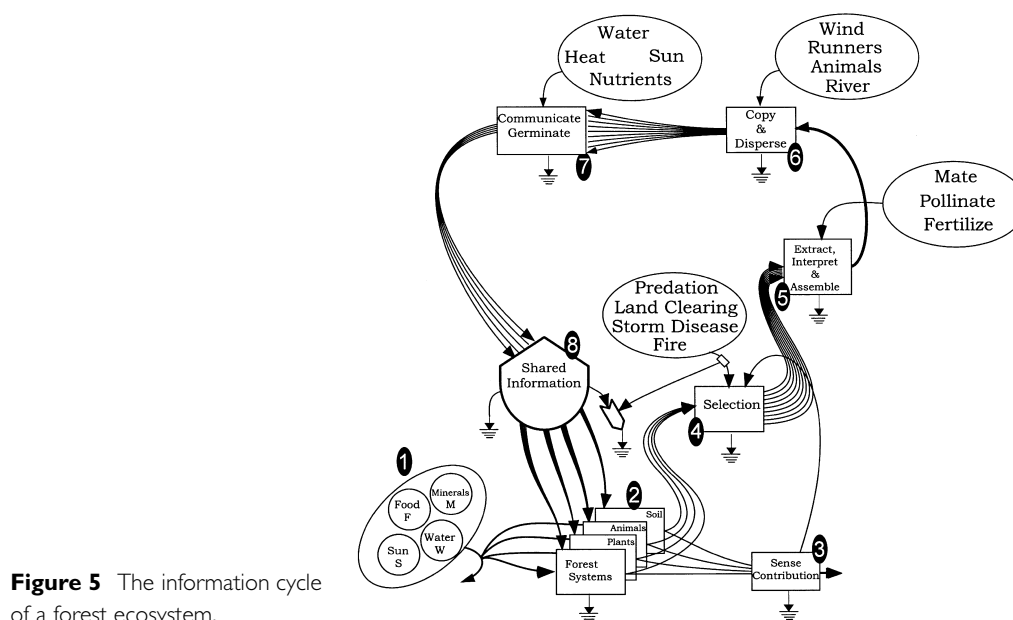 Water
Heat Sun
Nutrients
Wind
Runners
Animals
River
Communicate
Germinate
7
Copy
&
Disperse
6
Mate
Pollinate
Fertilize
Extract,
Interpret
&
Assemble
5
Predation
Land Clearing
Storm Disease
Fire
8
Shared
Information
Selection
4
1
Food
F
Minerals
M
Sun
S
Water
W
2
Soil
Animals
Plants
Forest
Systems
3
Sense
Contribution
Figure 5 The information cycle
of a forest ecosystem.